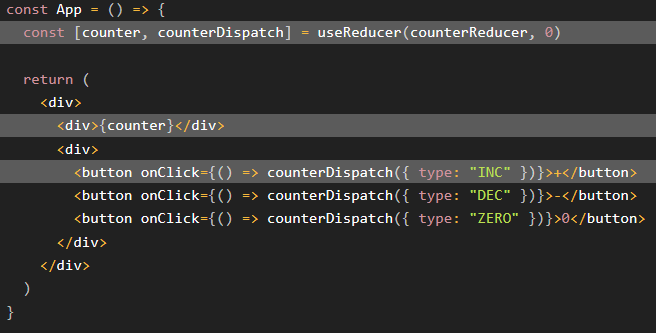 const App = () => {
  const [counter, counterDispatch] = useReducer(counterReducer, 0)

  return (
    <div>
      <div>{counter}</div>
      <div>
        <button onClick={() => counterDispatch({ type: "INC" })}>+</button>
        <button onClick={() => counterDispatch({ type: "DEC" })}>-</button>
        <button onClick={() => counterDispatch({ type: "ZERO" })}>0</button>
      </div>
    </div>
  )
}